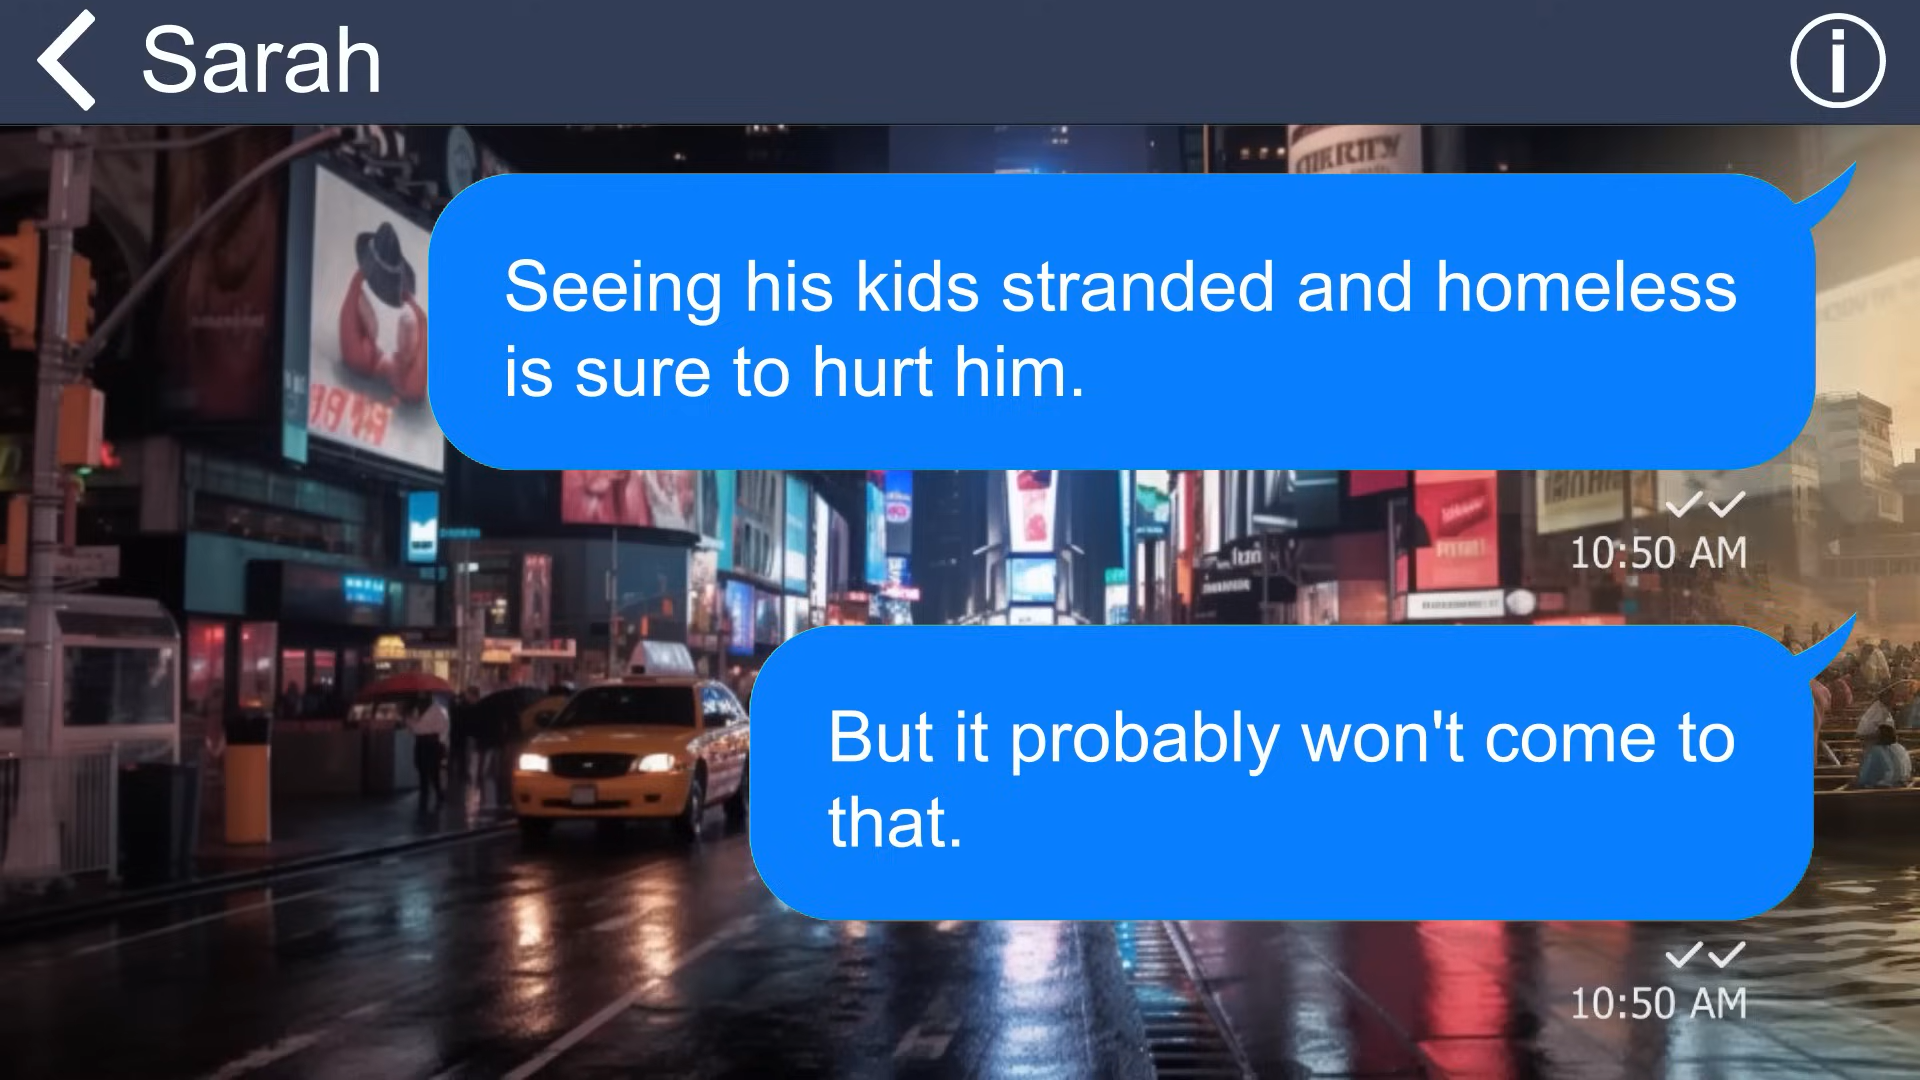 Sarah
Seeing his kids stranded and homeless
is sure to hurt him.
10:50 AM
But it probably won't come to
that.
10:50 AM